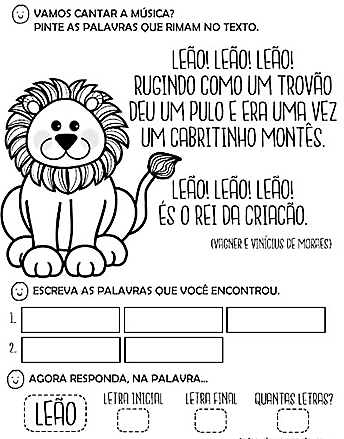 VAMOS CANTAR A MÚSICA?
PINTE AS PALAVRAS QUE RIMAM NO TEXTO.
LEÃO! LEÃO! LEÃO!
RUGINDO COMO UM TROVÃO
DEU UM PULO E ERA UMA VEZ
UM CABRITINHO MONTÊS.
LEÃO! LEÃO! LEÃO!
ÉS O REI DA CRIAÇÃO.
(VAGNER E VINÍCIUS DE MORAES)
ESCREVA AS PALAVRAS QUE VOCÊ ENCONTROU.
1.
2.
AGORA RESPONDA, NA PALAVRA...
LETRA INICIAL LETRA FINAL QUANTAS LETRAS?
LEÃO